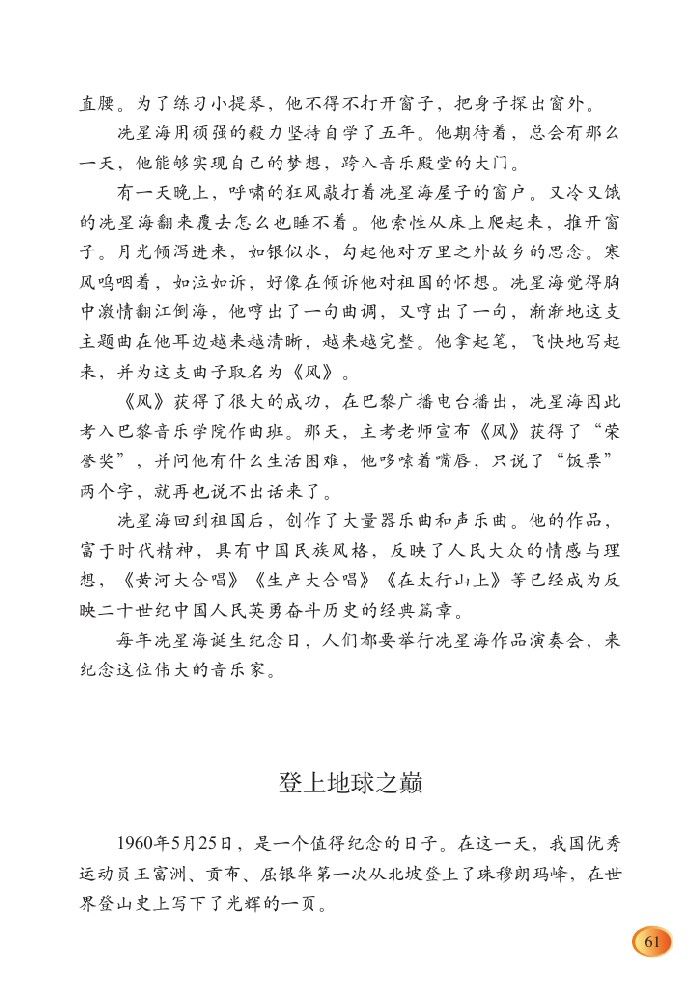 直腰。为了练习小提琴，他不得不打开窗子，把身子探出窗外。
冼星海用顽强的毅力坚持自学了五年。他期待着，总会有那么
一天，他能够实现自己的梦想，跨入音乐殿堂的大门。
有一天晚上，呼啸的狂风敲打着冼星海屋子的窗户。又冷又饿
的冼星海翻来覆去怎么也睡不着。他索性从床上爬起来，推开窗
子。月光倾泻进来，如银似水，勾起他对万里之外故乡的思念。寒
风呜咽着，如泣如诉，好像在倾诉他对祖国的怀想。冼星海觉得胸
中激情翻江倒海，他哼出了一句曲调，又哼出了一句，渐渐地这支
主题曲在他耳边越来越清晰，越来越完整。他拿起笔，飞快地写起
来，并为这支曲子取名为《风》。
《风》获得了很大的成功，在巴黎广播电台播出，冼星海因此
考入巴黎音乐学院作曲班。那天，主考老师宣布《风》获得了“荣
誉奖”，并问他有什么生活困难，他哆嗦着嘴唇，只说了“饭票”
两个字，就再也说不出话来了。
冼星海回到祖国后，创作了大量器乐曲和声乐曲。他的作品，
富于时代精神，具有中国民族风格，反映了人民大众的情感与理
想，《黄河大合唱》《生产大合唱》《在太行山上》等已经成为反
映二十世纪中国人民英勇奋斗历史的经典篇章。
每年冼星海诞生纪念日，人们都要举行冼星海作品演奏会，来
纪念这位伟大的音乐家。
登上地球之巅
1960年5月25日，是一个值得纪念的日子。在这一天，我国优秀
运动员王富洲、贡布、屈银华第一次从北坡登上了珠穆朗玛峰，在世
界登山史上写下了光辉的一页。
61